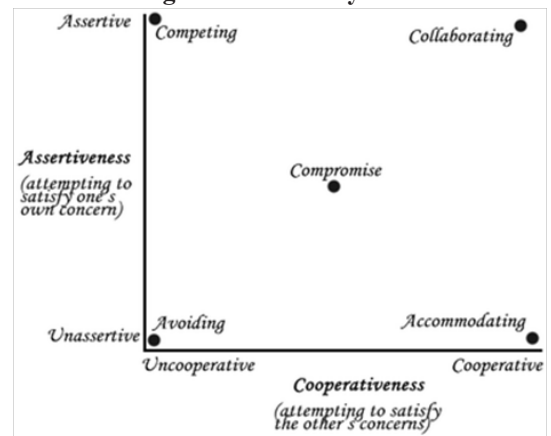 Assertive
Competing
Collaborating
Assertiveness
(attempting to
satisfy one's
own concern)
Compromise
Avoiding
Accommodating
Unassertive
Uncooperative
Cooperative
Cooperativeness
(attempting to satisfy
the other's concerns)